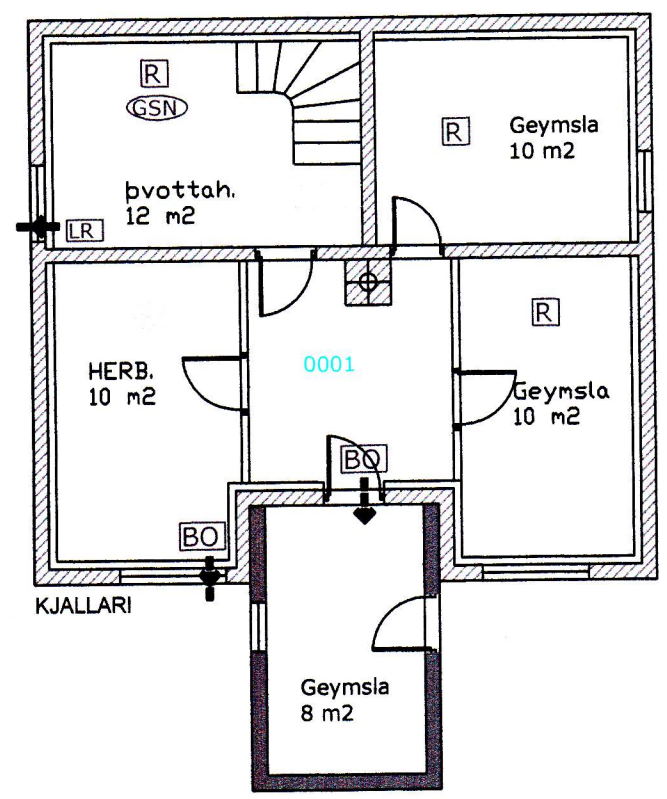 R
GSN
Geymsla
10 m2
R
þvottah.
12 m2
LR
R
0001
HERB.
10 m2
Geymsla
10 m2
BO
BO
KJALLARI
Geymsla
8 m2